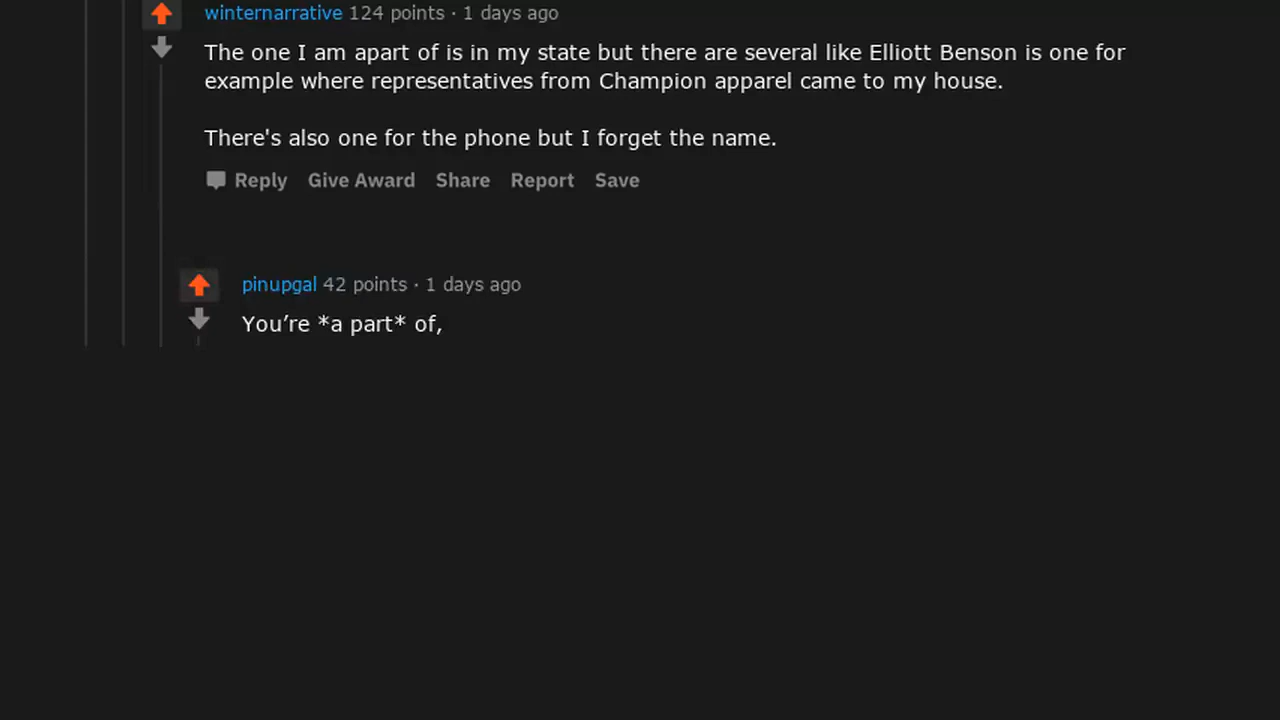 winternarrative 124 points · 1 days ago
The one I am apart of is in my state but there are several like Elliott Benson is one for
example where representatives from Champion apparel came to my house.
There's also one for the phone but I forget the name.
Reply Give Award Share Report Save
pinupgal 42 points · 1 days ago
You’re *a part* of,